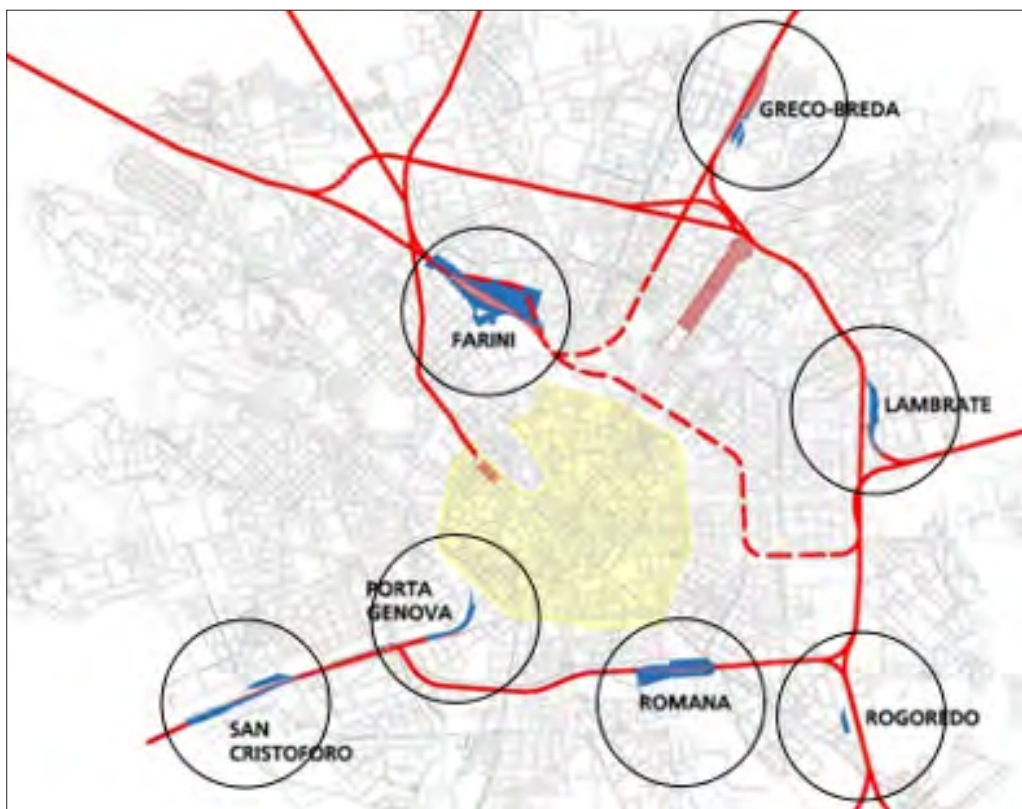 GRECO-BREDA
FARINI
LAMBRATE
PORTA
GENOVA
ROMANA
ROGOREDO
SAN
CRISTOFORO